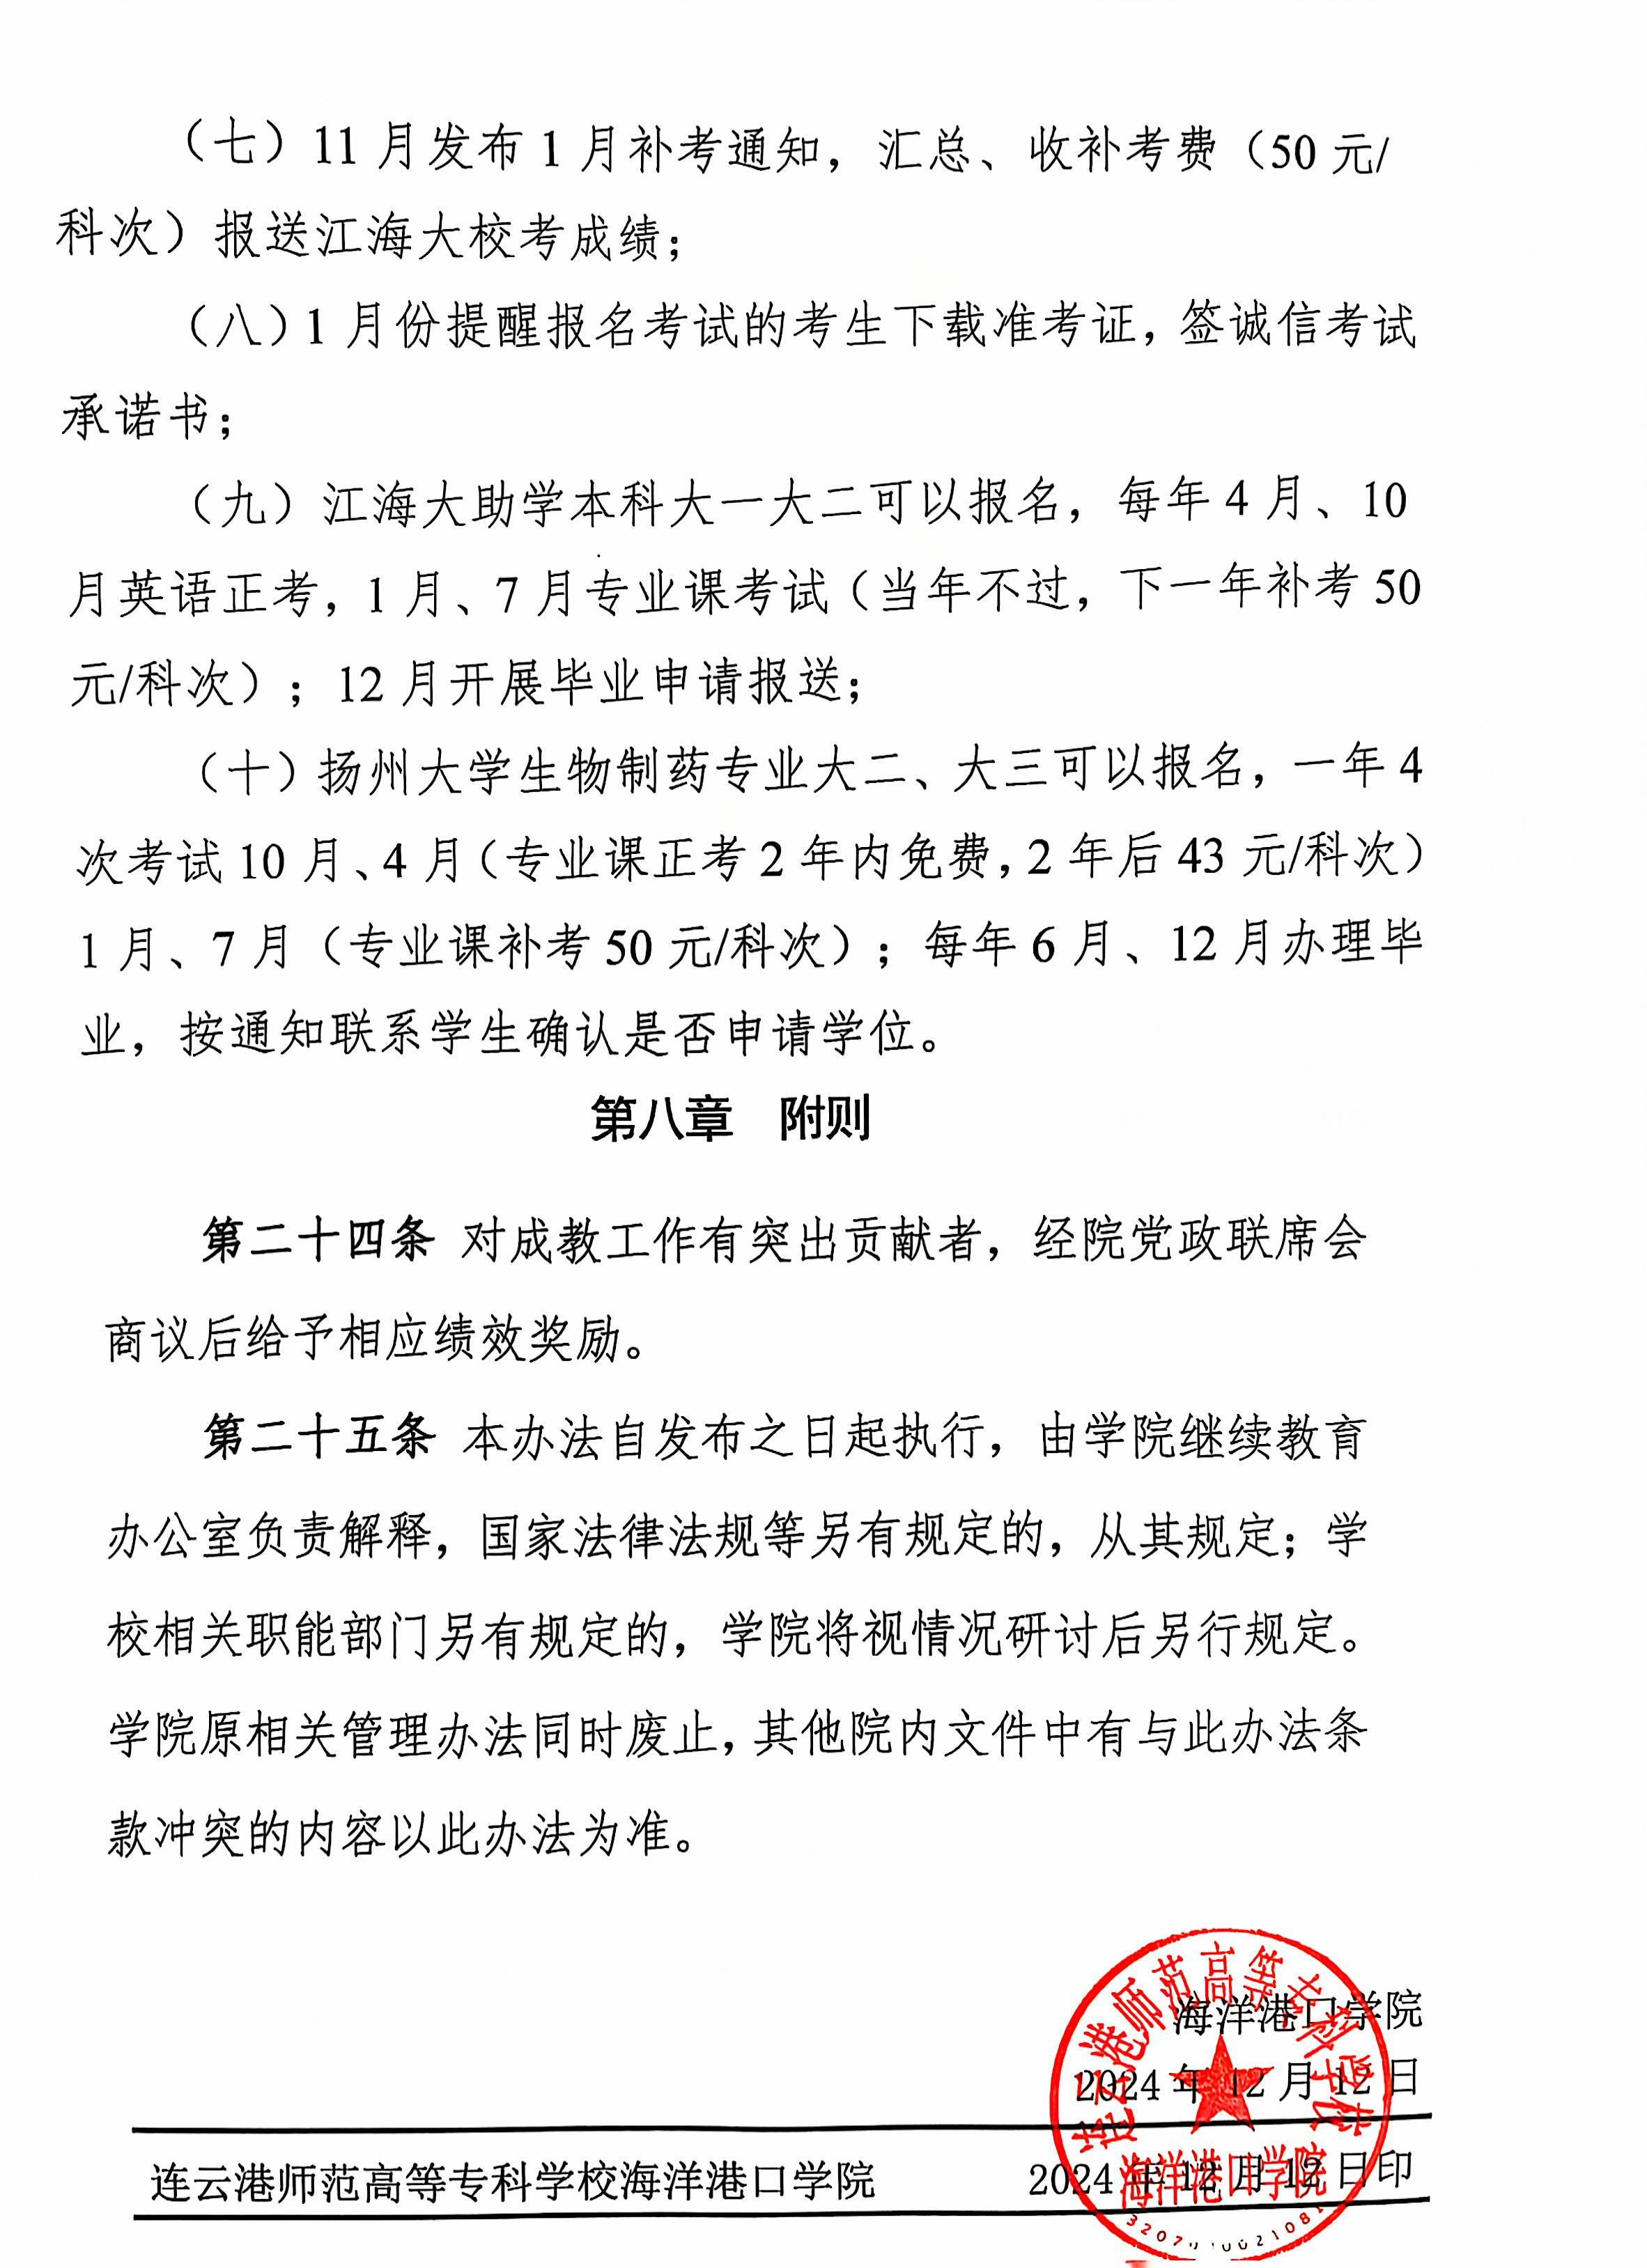 （七）11 月发布 1 月补考通知，汇总、收补考费（50 元/
科次）报送江海大校考成绩；
（八）1 月份提醒报名考试的考生下载准考证，签诚信考试
承诺书；
（九）江海大助学本科大一大二可以报名，每年 4 月、10
月英语正考，1 月、7 月专业课考试（当年不过，下一年补考 50
元/科次）；12 月开展毕业申请报送；
（十）扬州大学生物制药专业大二、大三可以报名，一年 4
次考试 10 月、4 月（专业课正考 2 年内免费，2 年后 43 元/科次）
1 月、7 月（专业课补考 50 元/科次）；每年 6 月、12 月办理毕
业，按通知联系学生确认是否申请学位。
第八章 附则
第二十四条 对成教工作有突出贡献者，经院党政联席会
商议后给予相应绩效奖励。
第二十五条 本办法自发布之日起执行，由学院继续教育
办公室负责解释，国家法律法规等另有规定的，从其规定；学
校相关职能部门另有规定的，学院将视情况研讨后另行规定。
学院原相关管理办法同时废止，其他院内文件中有与此办法条
款冲突的内容以此办法为准。
海洋港口学院
2024 年 12 月 12 日
连云港师范高等专科学校海洋港口学院 2024 年 12 月 12 日印
连云港师范高等专科学校
海洋港口学院